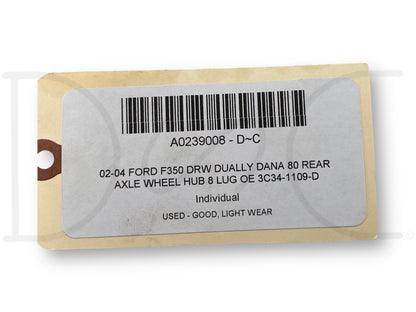 A0239008 - D~C
02-04 FORD F350 DRW DUALLY DANA 80 REAR
AXLE WHEEL HUB 8 LUG OE 3C34-1109-D
Individual
USED - GOOD, LIGHT WEAR